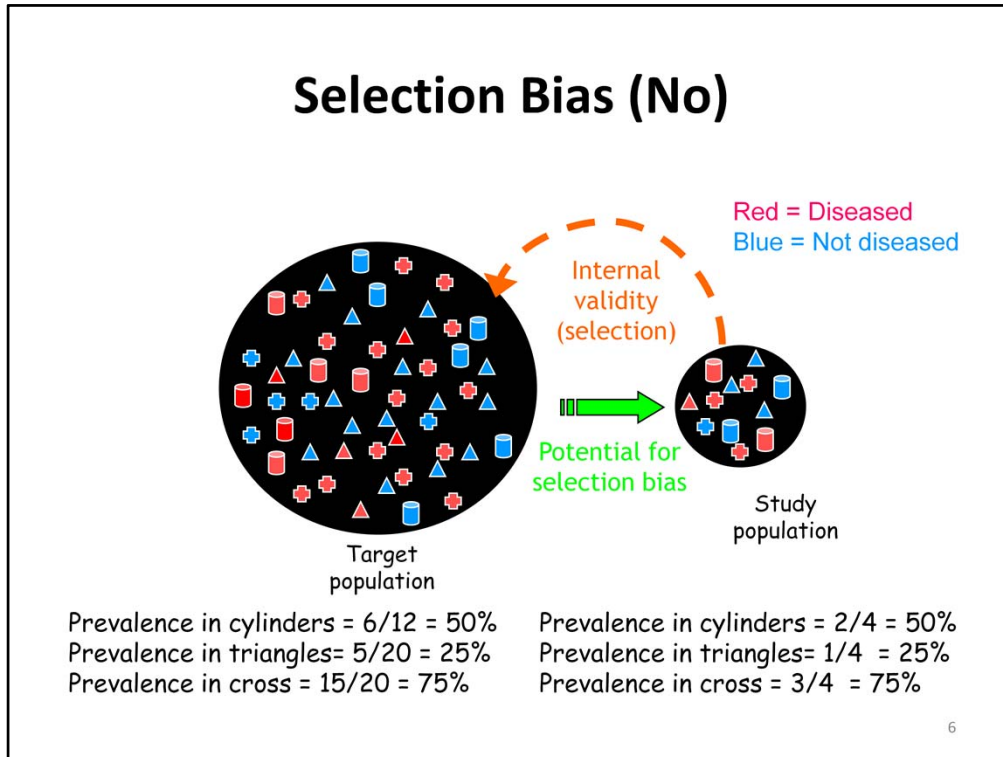 Selection Bias (No)
Red = Diseased
Blue = Not diseased
Internal
validity
(selection)
Potential for
selection bias
Target
population
Study
population
Prevalence in cylinders = 6/12 = 50%
Prevalence in triangles= 5/20 = 25%
Prevalence in cross = 15/20 = 75%
Prevalence in cylinders = 2/4 = 50%
Prevalence in triangles= 1/4 = 25%
Prevalence in cross = 3/4 = 75%
6